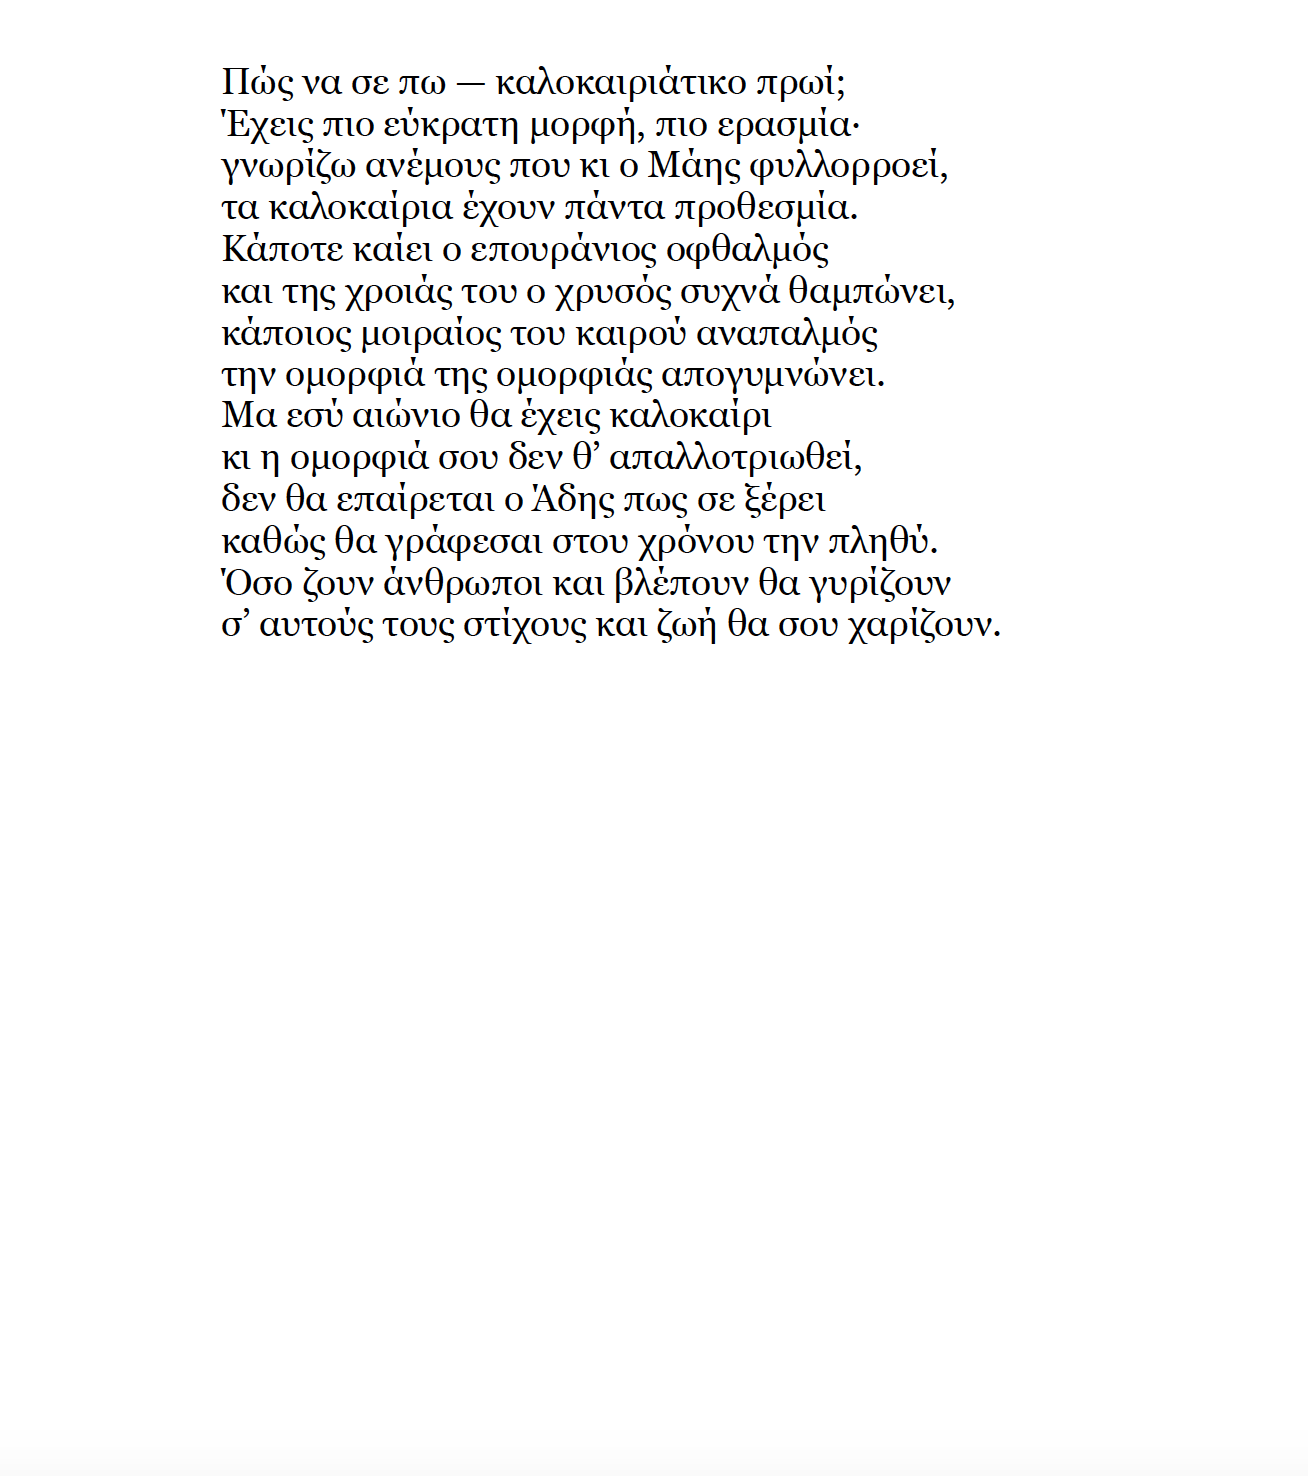 Πώς να σε πω — καλοκαιριάτικο πρωί;
Έχεις πιο εύκρατη μορφή, πιο ερασμία·
γνωρίζω ανέμους που κι ο Μάης φυλλορροεί,
τα καλοκαίρια έχουν πάντα προθεσμία.
Κάποτε καίει ο επουράνιος οφθαλμός
και της χροιάς του ο χρυσός συχνά θαμπώνει,
κάποιος μοιραίος του καιρού αναπαλμός
την ομορφιά της ομορφιάς απογυμνώνει.
Μα εσύ αιώνιο θα έχεις καλοκαίρι
κι η ομορφιά σου δεν θ’ απαλλοτριωθεί,
δεν θα επαίρεται ο Άδης πως σε ξέρει
καθώς θα γράφεσαι στου χρόνου την πληθύ.
Όσο ζουν άνθρωποι και βλέπουν θα γυρίζουν
σ’ αυτούς τους στίχους και ζωή θα σου χαρίζουν.